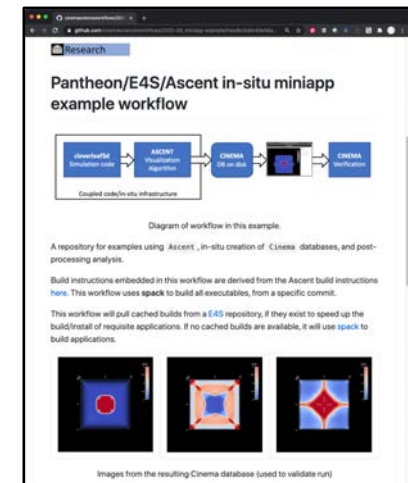 Research
Pantheon/E4S/Ascent in-situ miniapp
example workflow
cloverleaf3d
Simulation code
ASCENT
Visualization
Algorithm
CINEMA
DB on disk
CINEMA
Verification
Coupled code/in-situ infrastructure
Diagram of workflow in this example.
A repository for examples using Ascent, in-situ creation of Cinema databases, and post-
processing analysis.
Build instructions embedded in this workflow are derived from the Ascent build instructions
here. This workflow uses spack to build all executables, from a specific commit.
This workflow will pull cached builds from a E4S repository, if they exist to speed up the
build/install of requisite applications. If no cached builds are available, it will use spack to
build applications.
Images from the resulting Cinema database (used to validate run)